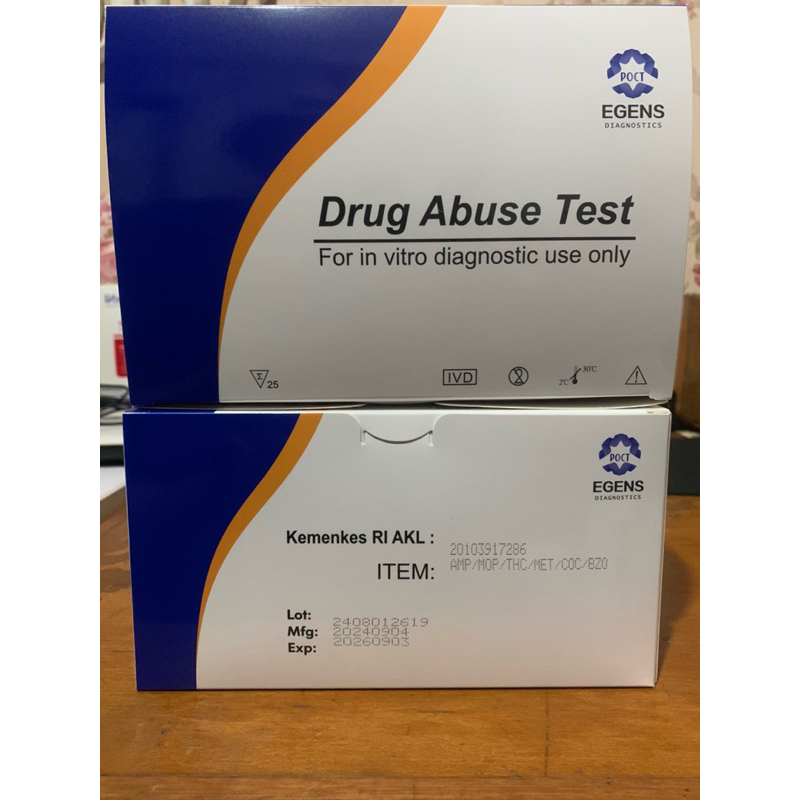 POCT
EGENS
DIAGNOSTICS
Drug Abuse Test
For in vitro diagnostic use only
Σ 25
IVD
2
2℃ 30℃
POCT
EGENS
DIAGNOSTICS
Kemenkes RI AKL : 20103917286
ITEM: AMP/MOP/THC/MET/COC/BZO
Lot: 2408012619
Mfg: 20240904
Exp: 20260903